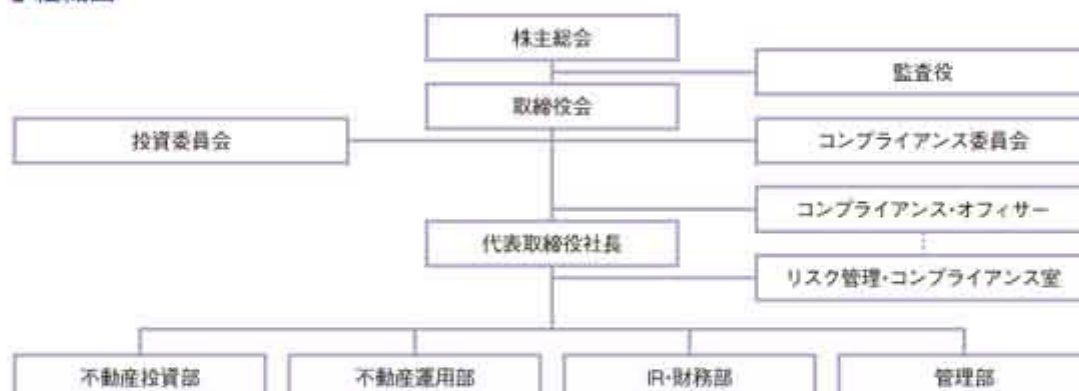 株主総会
監査役
取締役会
投資委員会
コンプライアンス委員会
コンプライアンス・オフィサー
代表取締役社長
リスク管理・コンプライアンス室
不動産投資部
不動産運用部
IR・財務部
管理部